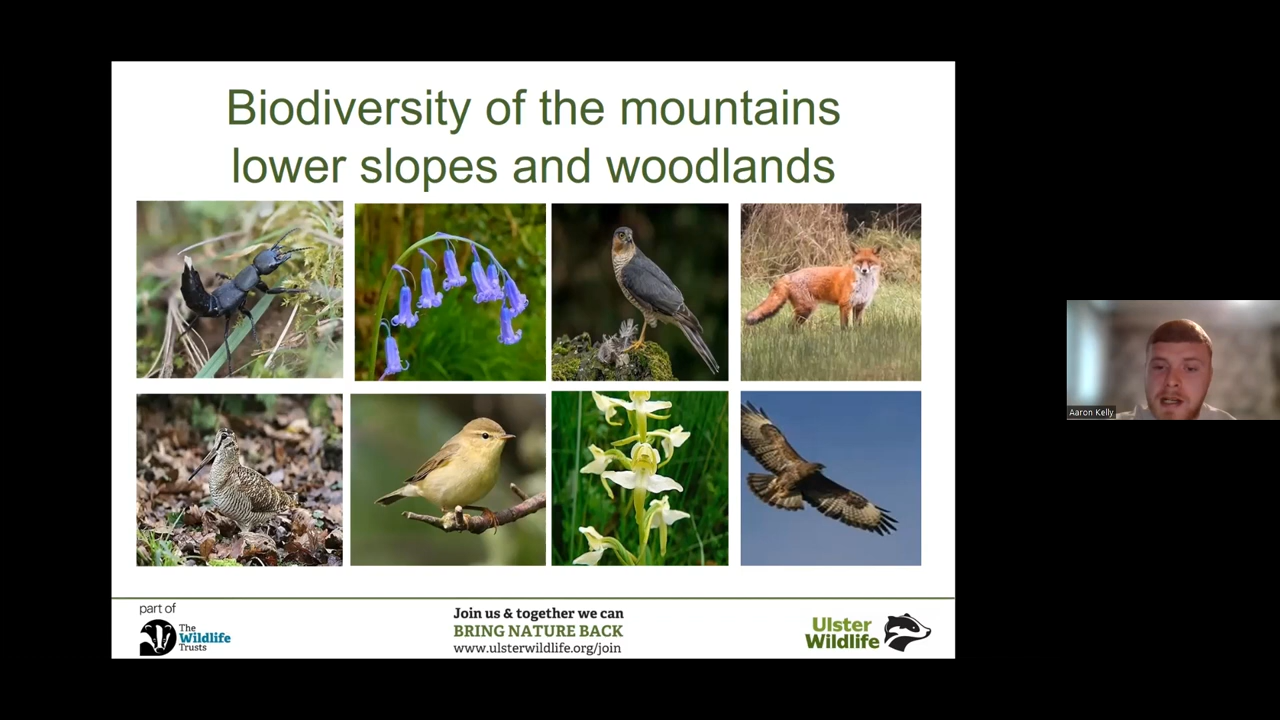 Biodiversity of the mountains
lower slopes and woodlands
Aaron Kelly
part of
The
Wildlife
Trusts
Join us & together we can
BRING NATURE BACK
www.ulsterwildlife.org/join
Ulster
Wildlife